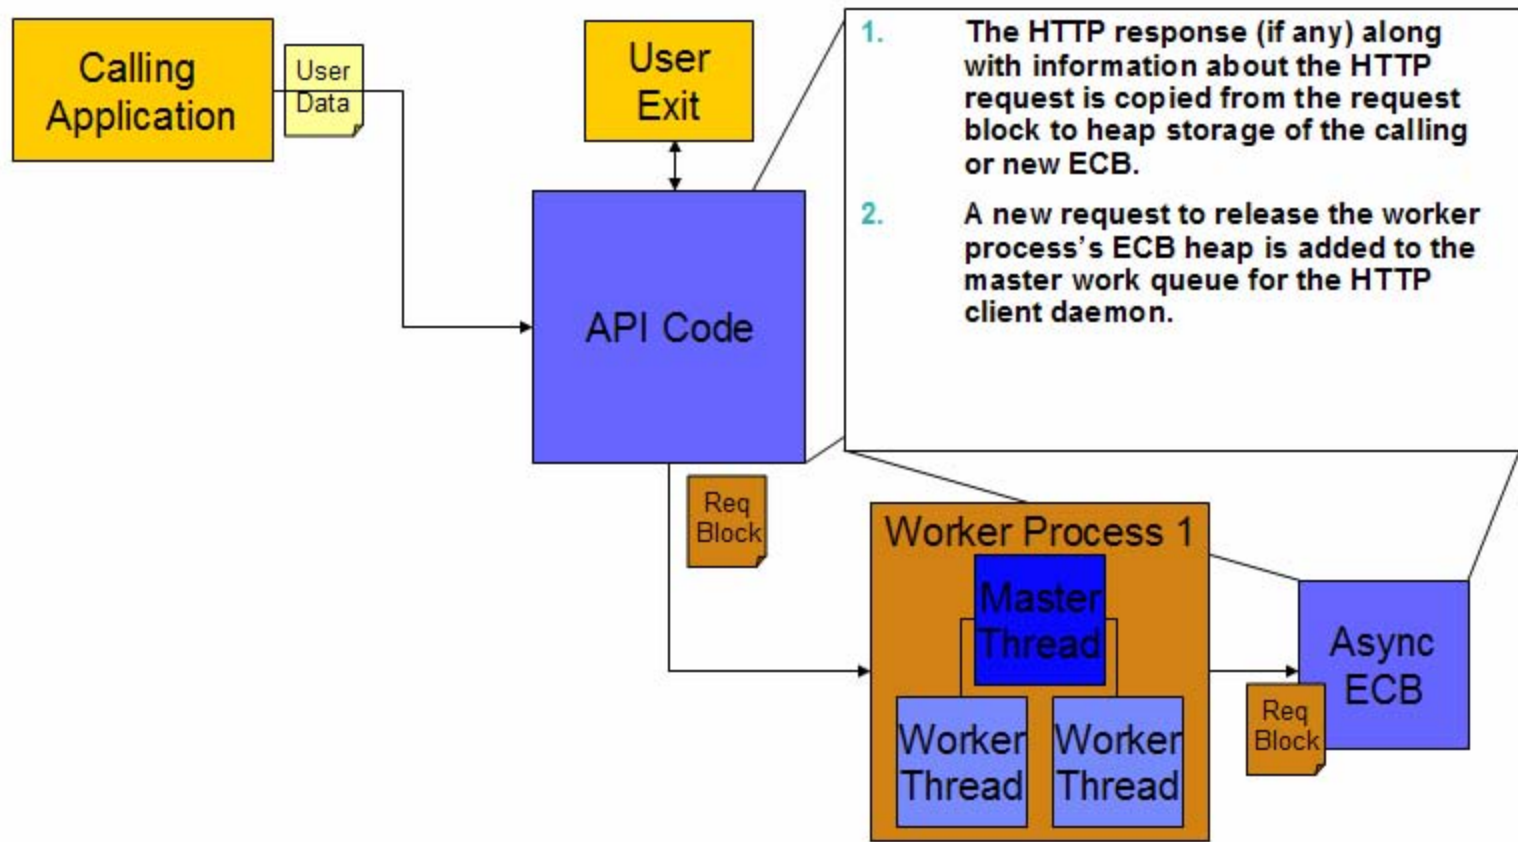 Calling
Application
User
Data
User
Exit
API Code
1. The HTTP response (if any) along
with information about the HTTP
request is copied from the request
block to heap storage of the calling
or new ECB.
2. A new request to release the worker
process's ECB heap is added to the
master work queue for the HTTP
client daemon.
Req
Block
Worker Process 1
Master
Thread
Worker
Thread
Worker
Thread
Async
ECB
Req
Block